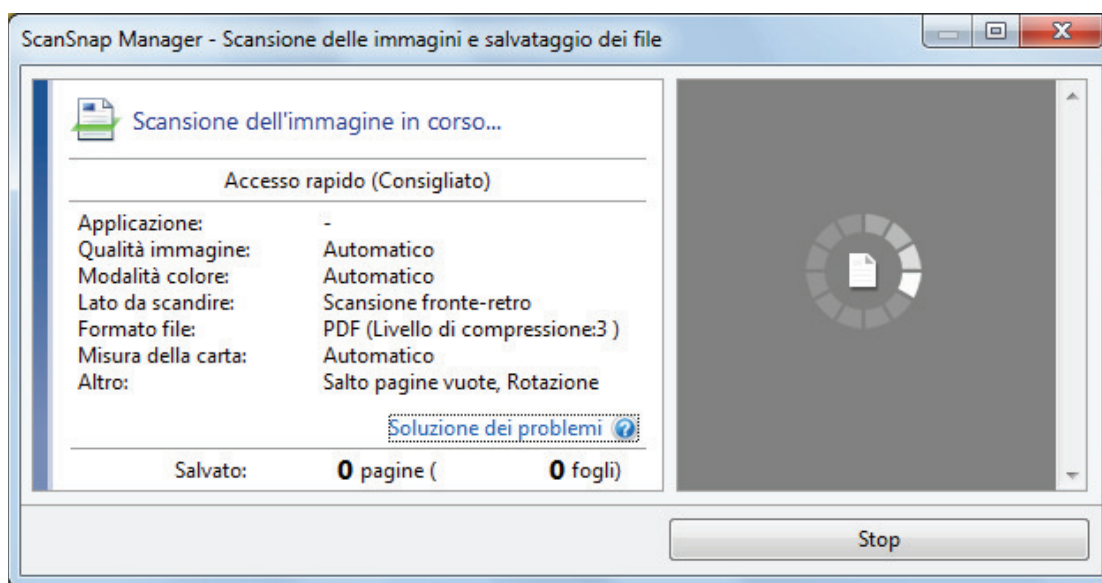 ScanSnap Manager - Scansione delle immagini e salvataggio dei file
Scansione dell'immagine in corso...
Accesso rapido (Consigliato)
Applicazione: -
Qualità immagine: Automatico
Modalità colore: Automatico
Lato da scandire: Scansione fronte-retro
Formato file: PDF (Livello di compressione:3 )
Misura della carta: Automatico
Altro: Salto pagine vuote, Rotazione
Soluzione dei problemi ?
Salvato: 0 pagine ( 0 fogli)
Stop